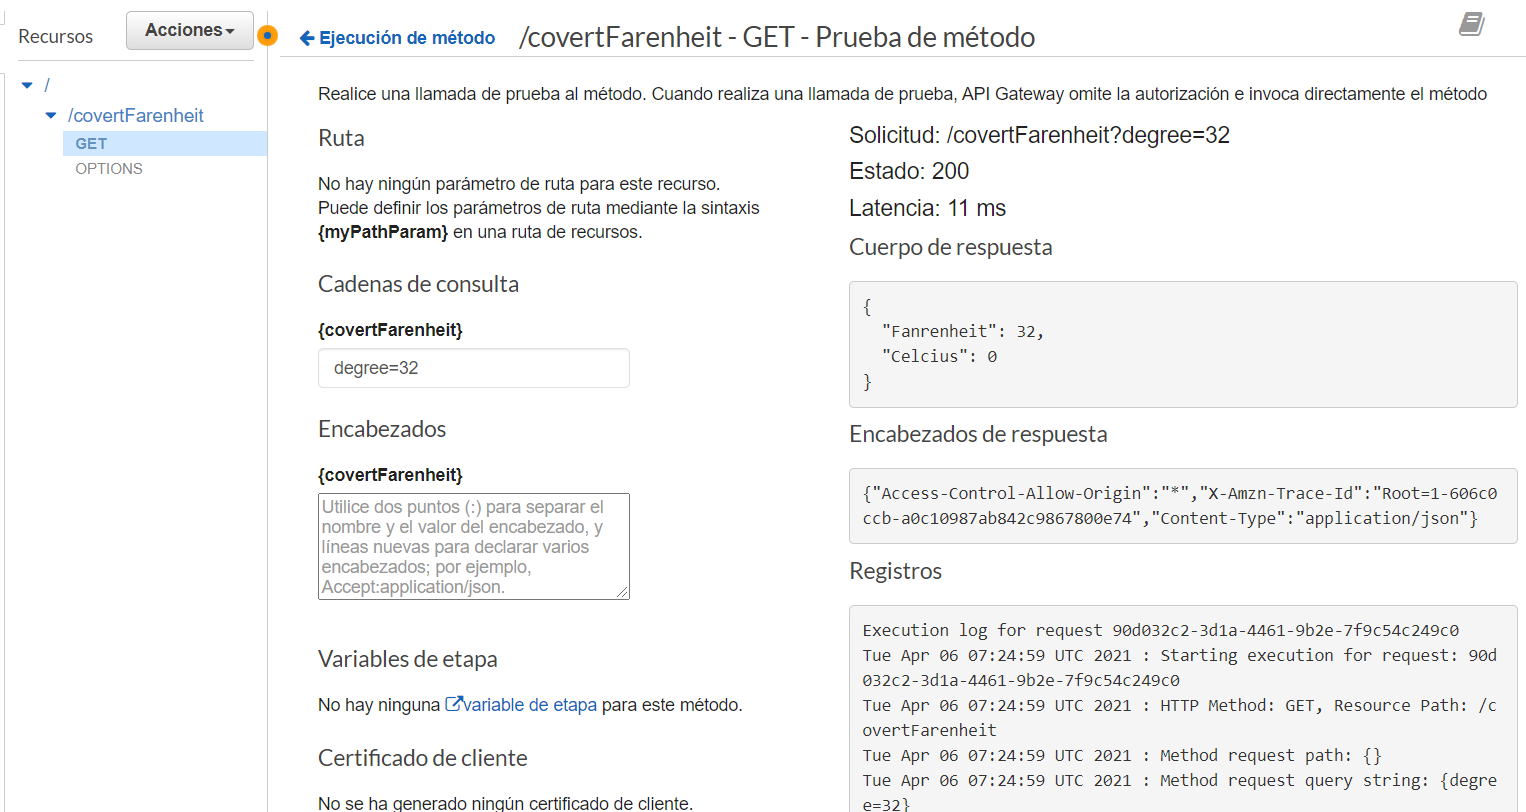 Recursos
Acciones
Ejecución de método
/covertFarenheit - GET - Prueba de método
/
/covertFarenheit
GET
OPTIONS
Realice una llamada de prueba al método. Cuando realiza una llamada de prueba, API Gateway omite la autorización e invoca directamente el método
Ruta
No hay ningún parámetro de ruta para este recurso.
Puede definir los parámetros de ruta mediante la sintaxis
{myPathParam} en una ruta de recursos.
Cadenas de consulta
{covertFarenheit}
degree=32
Encabezados
{covertFarenheit}
Utilice dos puntos (:) para separar el
nombre y el valor del encabezado, y
líneas nuevas para declarar varios
encabezados; por ejemplo,
Accept:application/json.
Variables de etapa
No hay ninguna variable de etapa para este método.
Certificado de cliente
No se ha generado ningún certificado de cliente.
Solicitud: /covertFarenheit?degree=32
Estado: 200
Latencia: 11 ms
Cuerpo de respuesta
{
"Fanrenheit": 32,
"Celcius": 0
}
Encabezados de respuesta
{"Access-Control-Allow-Origin":"*","X-Amzn-Trace-Id":"Root=1-606c0
ccb-a0c10987ab842c9867800e74","Content-Type":"application/json"}
Registros
Execution log for request 90d032c2-3d1a-4461-9b2e-7f9c54c249c0
Tue Apr 06 07:24:59 UTC 2021 : Starting execution for request: 90d
032c2-3d1a-4461-9b2e-7f9c54c249c0
Tue Apr 06 07:24:59 UTC 2021 : HTTP Method: GET, Resource Path: /c
overtFarenheit
Tue Apr 06 07:24:59 UTC 2021 : Method request path: {}
Tue Apr 06 07:24:59 UTC 2021 : Method request query string: {degre
e=32}